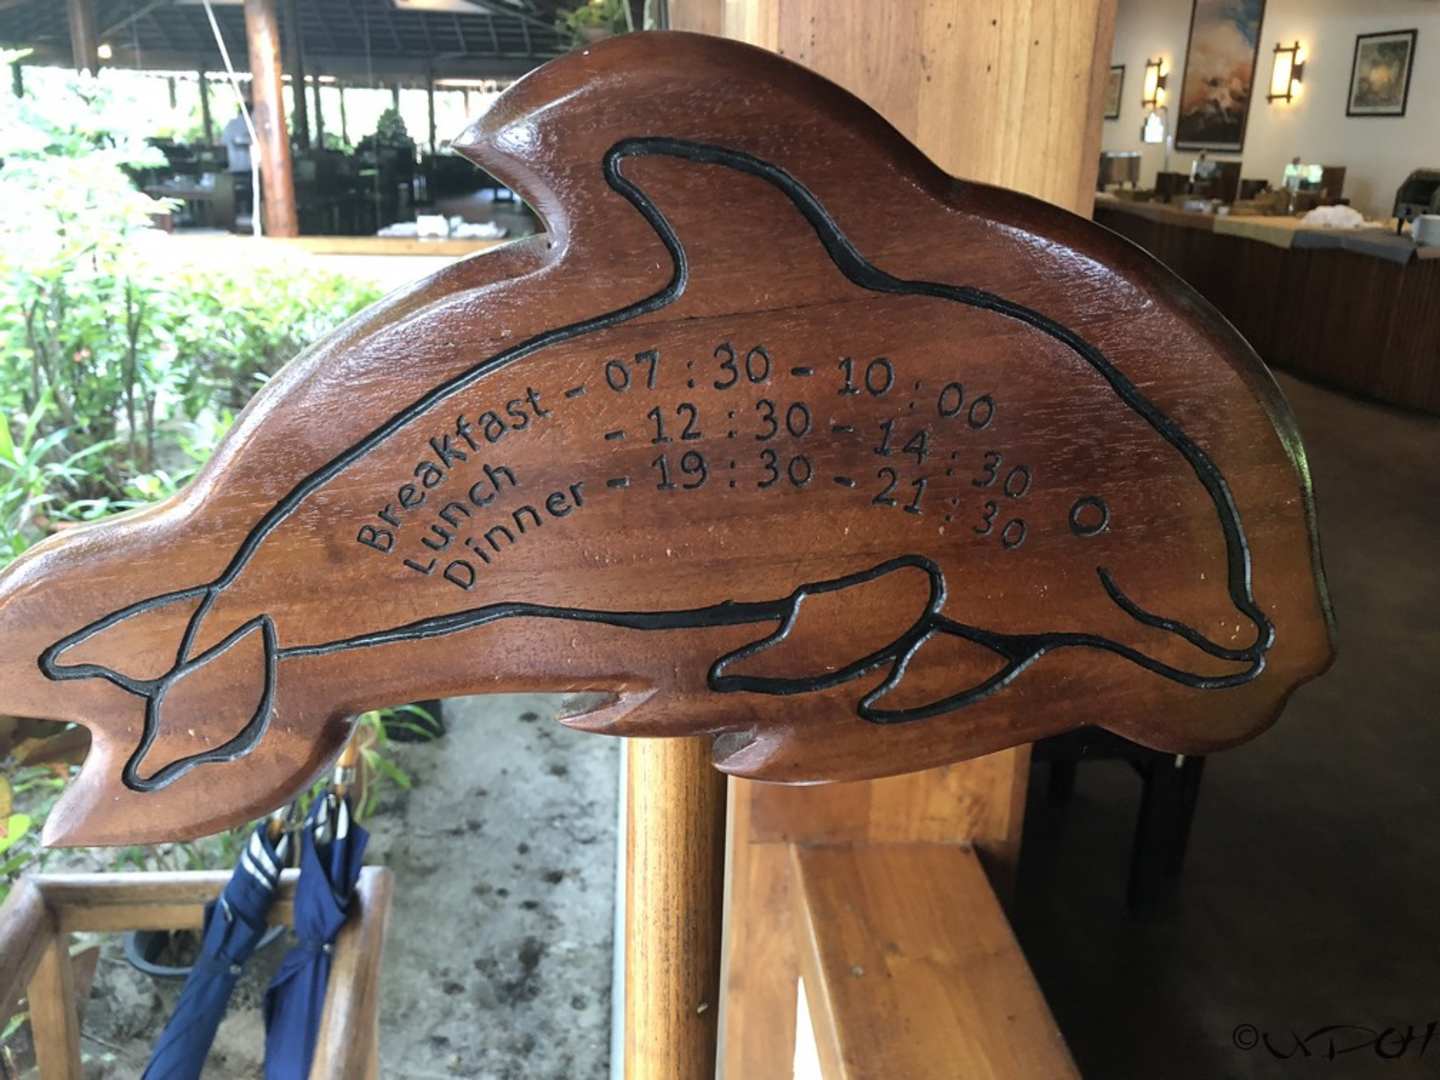 Breakfast - 07 : 30 - 10 : 00
Lunch - 12 : 30 - 14 : 30
Dinner - 19 : 30 - 21 : 30